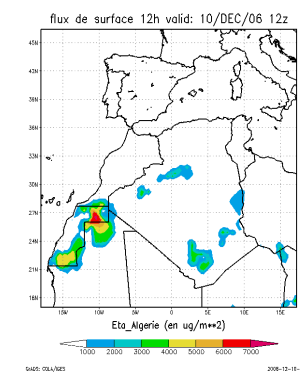 flux de surface 12h valid: 10/DEC/06 12z
45N
42N
39N
36N
33N
30N
27N
24N
21N
18N
15W
10W
5W
0
5E
10E
15E
Eta_Algerie (en ug/m**2)
1000 2000 3000 4000 5000 6000 7000
GrADS: COLA/IGES
2006-12-10-